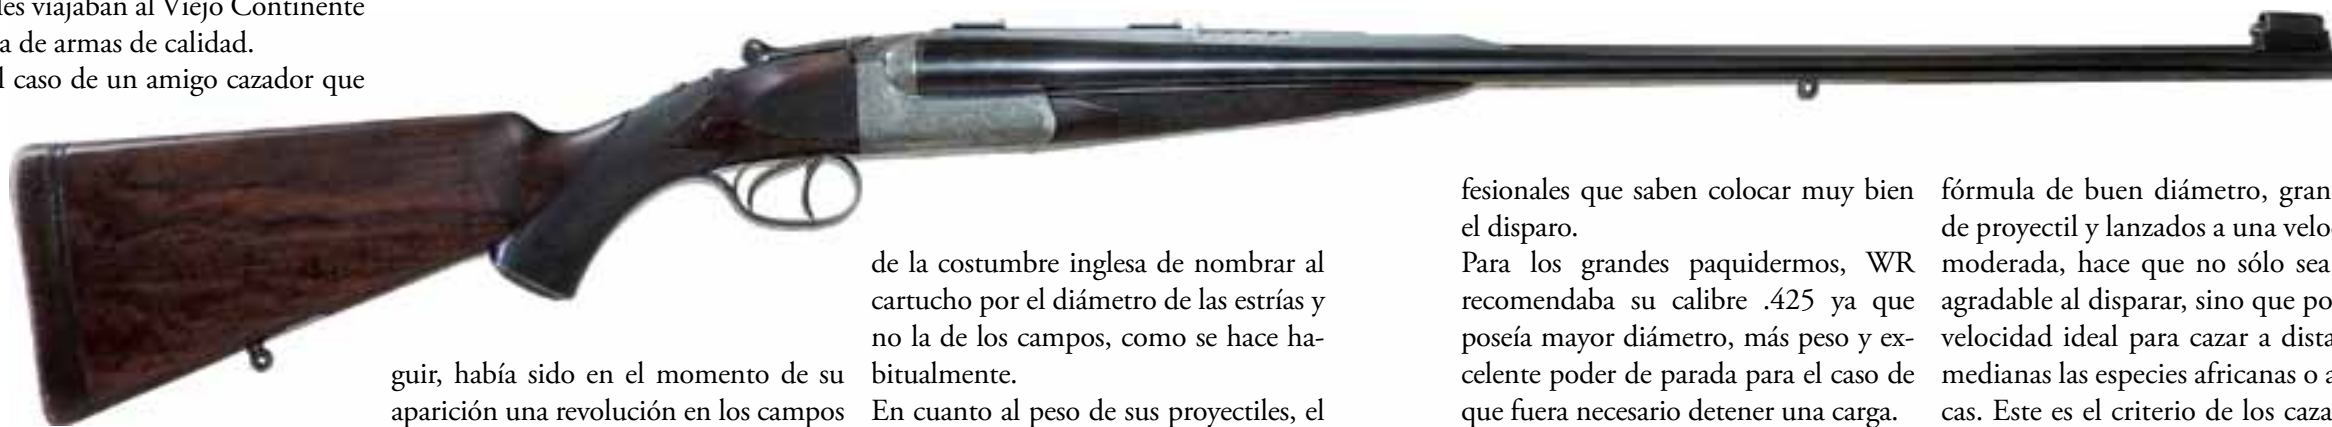 les viajaban al Viejo Continente
a de armas de calidad.
l caso de un amigo cazador que
guir, había sido en el momento de su
aparición una revolución en los campos
de la costumbre inglesa de nombrar al
cartucho por el diámetro de las estrías y
no la de los campos, como se hace ha-
bitualmente.
En cuanto al peso de sus proyectiles, el
fesionales que saben colocar muy bien
el disparo.
Para los grandes paquidermos, WR
recomendaba su calibre .425 ya que
poseía mayor diámetro, más peso y ex-
celente poder de parada para el caso de
que fuera necesario detener una carga.
fórmula de buen diámetro, gran
de proyectil y lanzados a una velo
moderada, hace que no sólo sea
agradable al disparar, sino que po
velocidad ideal para cazar a dista
medianas las especies africanas o a
cas. Este es el criterio de los caza